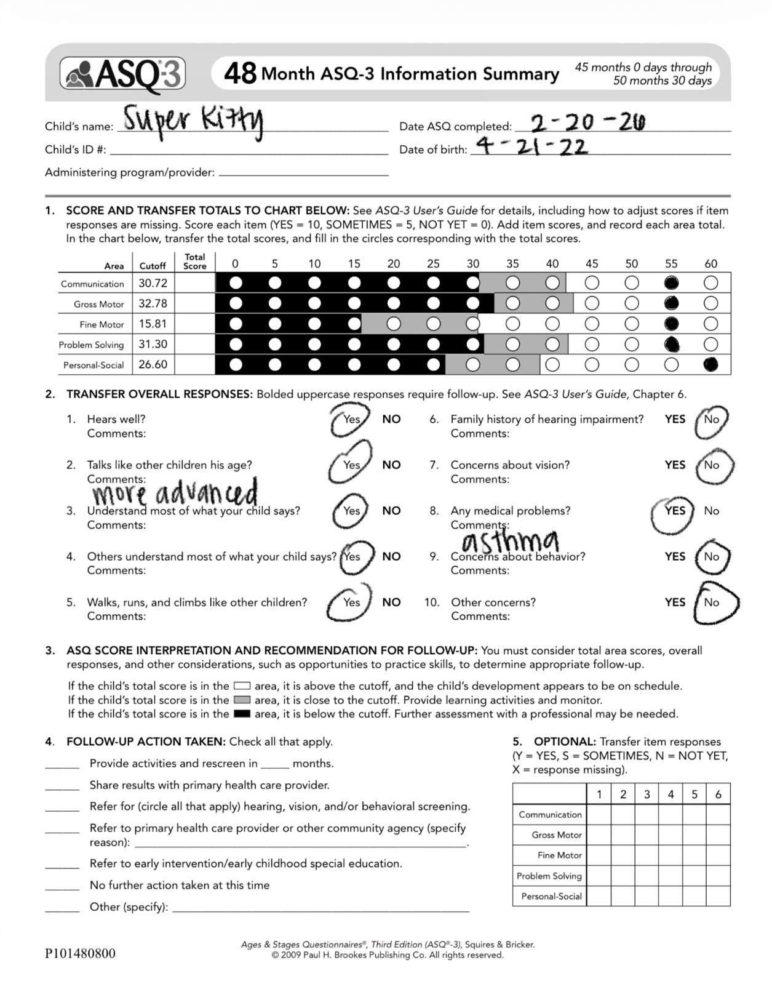 ASQ®-3
48 Month ASQ-3 Information Summary
45 months 0 days through
50 months 30 days
Child's name: Super Kitty
Date ASQ completed: 2-20-26
Child's ID #:
Date of birth: 4-21-22
Administering program/provider:
1. SCORE AND TRANSFER TOTALS TO CHART BELOW: See ASQ-3 User's Guide for details, including how to adjust scores if item
responses are missing. Score each item (YES = 10, SOMETIMES = 5, NOT YET = 0). Add item scores, and record each area total.
In the chart below, transfer the total scores, and fill in the circles corresponding with the total scores.
Area Cutoff Total Score 0 5 10 15 20 25 30 35 40 45 50 55 60
Communication 30.72
Gross Motor 32.78
Fine Motor 15.81
Problem Solving 31.30
Personal-Social 26.60
2. TRANSFER OVERALL RESPONSES: Bolded uppercase responses require follow-up. See ASQ-3 User's Guide, Chapter 6.
1. Hears well? Yes NO
Comments:
2. Talks like other children his age? Yes NO
Comments:
more advanced
3. Understand most of what your child says? Yes NO
Comments:
4. Others understand most of what your child says? Yes NO
Comments:
5. Walks, runs, and climbs like other children? Yes NO
Comments:
6. Family history of hearing impairment? YES No
Comments:
7. Concerns about vision? YES No
Comments:
8. Any medical problems? YES No
Comments:
asthma
9. Concerns about behavior? YES No
Comments:
10. Other concerns? YES No
Comments:
3. ASQ SCORE INTERPRETATION AND RECOMMENDATION FOR FOLLOW-UP: You must consider total area scores, overall
responses, and other considerations, such as opportunities to practice skills, to determine appropriate follow-up.
If the child's total score is in the area, it is above the cutoff, and the child's development appears to be on schedule.
If the child's total score is in the area, it is close to the cutoff. Provide learning activities and monitor.
If the child's total score is in the area, it is below the cutoff. Further assessment with a professional may be needed.
4. FOLLOW-UP ACTION TAKEN: Check all that apply.
Provide activities and rescreen in _____ months.
Share results with primary health care provider.
Refer for (circle all that apply) hearing, vision, and/or behavioral screening.
Refer to primary health care provider or other community agency (specify
reason): .
Refer to early intervention/early childhood special education.
No further action taken at this time
Other (specify):
5. OPTIONAL: Transfer item responses
(Y = YES, S = SOMETIMES, N = NOT YET,
X = response missing).
1 2 3 4 5 6
Communication
Gross Motor
Fine Motor
Problem Solving
Personal-Social
P101480800
Ages & Stages Questionnaires®, Third Edition (ASQ®-3), Squires & Bricker.
© 2009 Paul H. Brookes Publishing Co. All rights reserved.